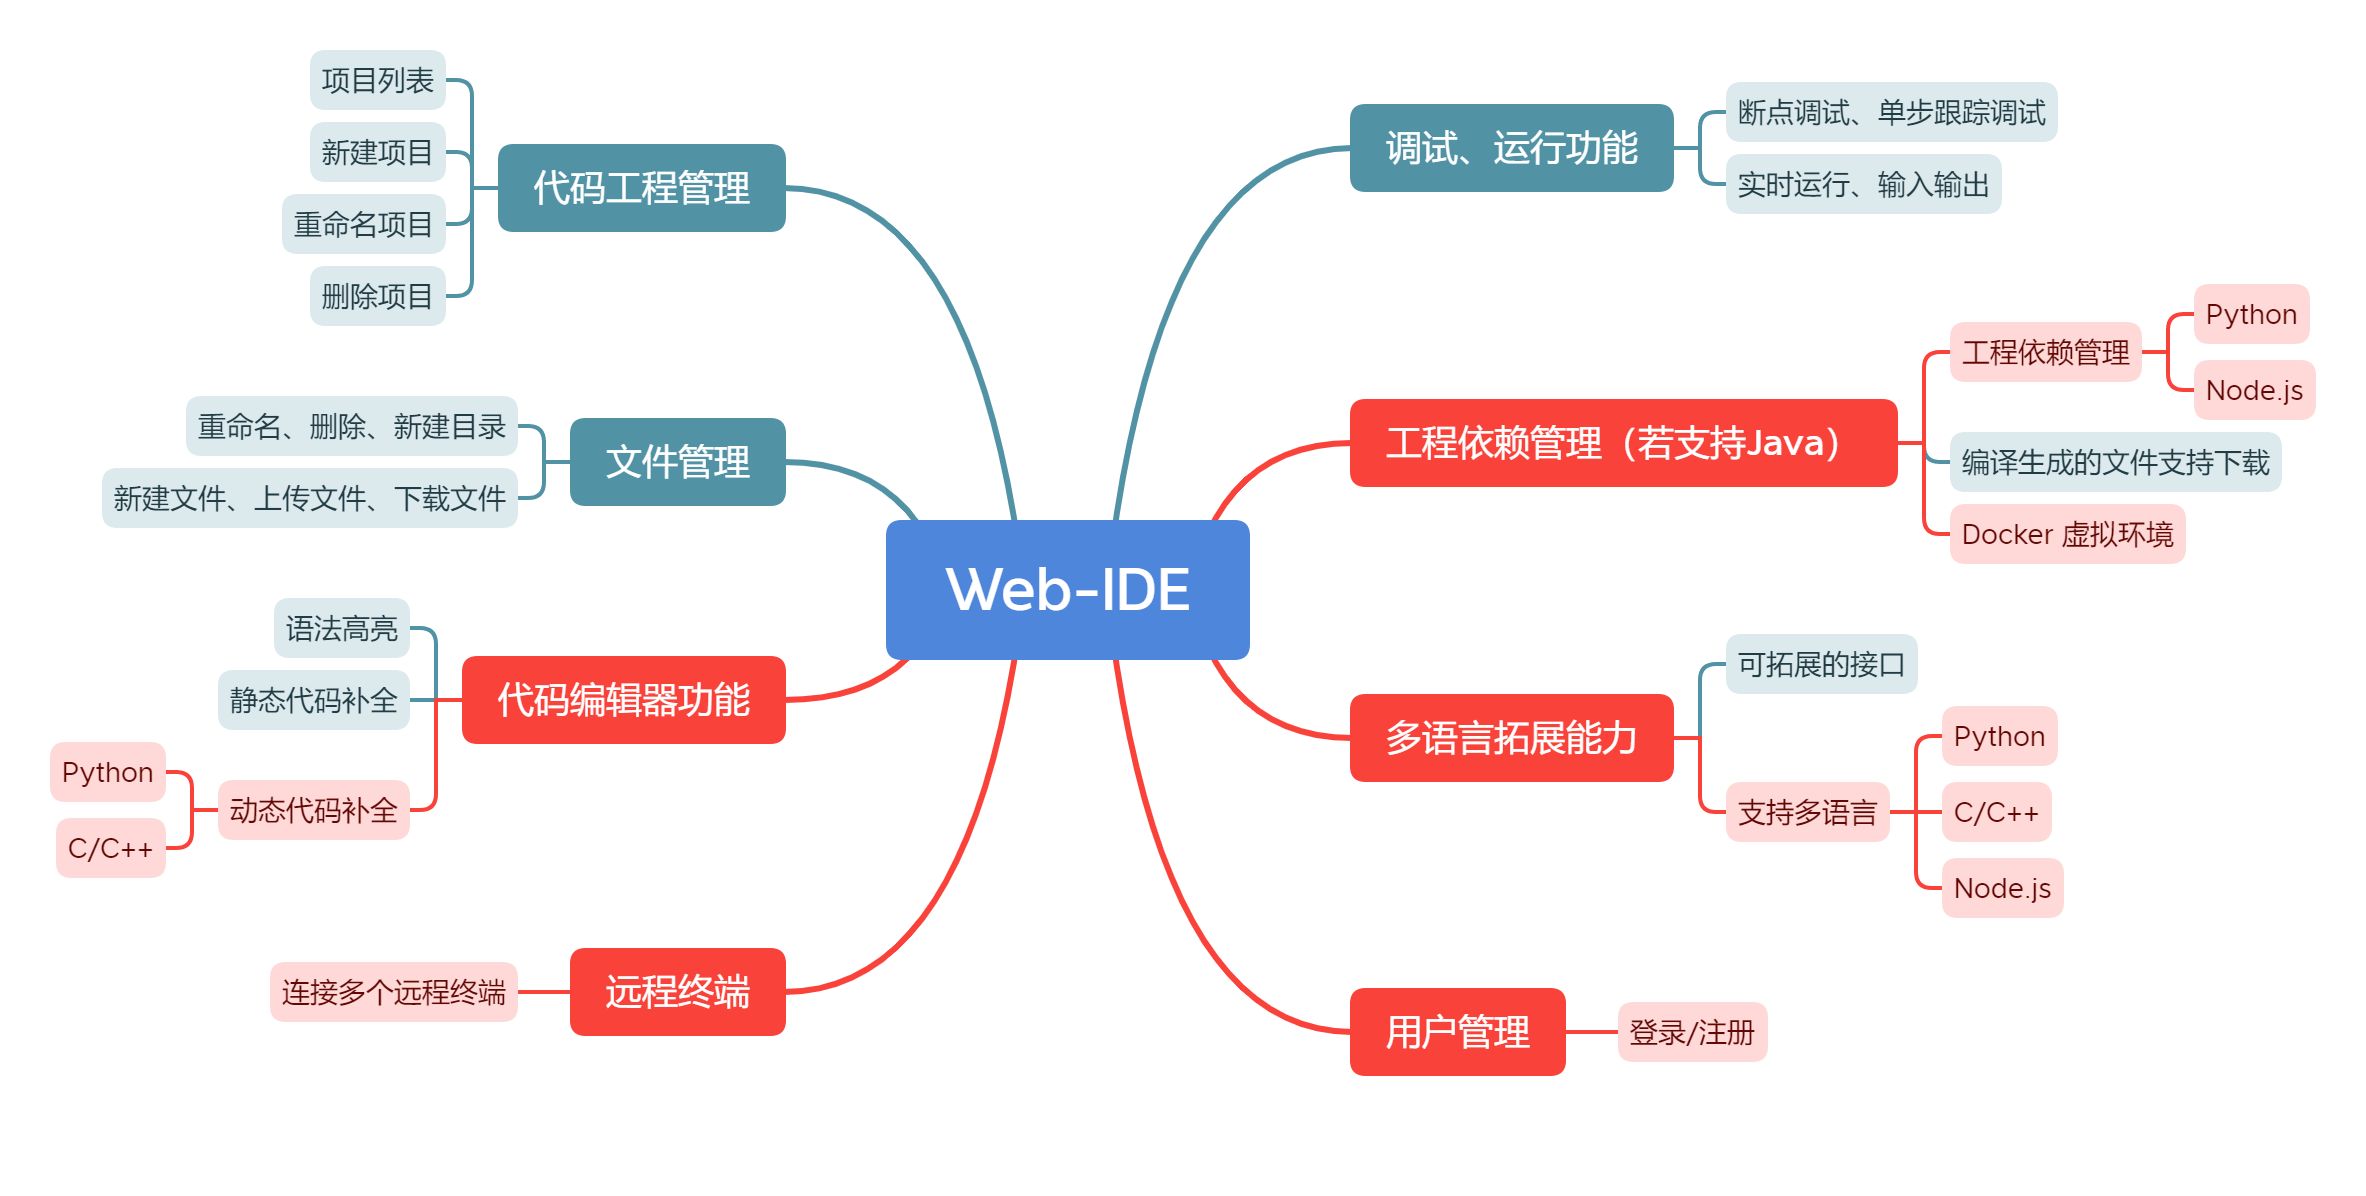 Web-IDE
代码工程管理
项目列表
新建项目
重命名项目
删除项目
文件管理
重命名、删除、新建目录
新建文件、上传文件、下载文件
代码编辑器功能
语法高亮
静态代码补全
动态代码补全
Python
C/C++
远程终端
连接多个远程终端
调试、运行功能
断点调试、单步跟踪调试
实时运行、输入输出
工程依赖管理（若支持Java）
工程依赖管理
Python
Node.js
编译生成的文件支持下载
Docker 虚拟环境
多语言拓展能力
可拓展的接口
支持多语言
Python
C/C++
Node.js
用户管理
登录/注册